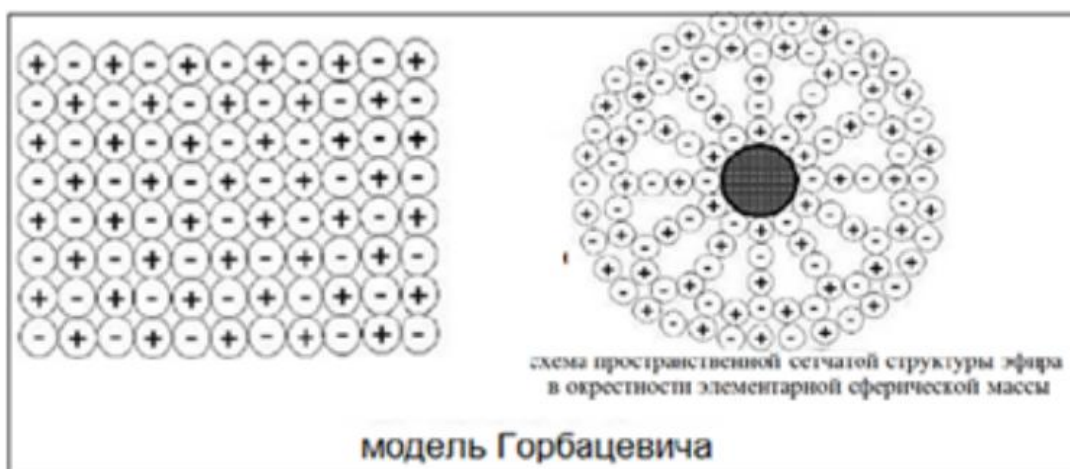 схема пространственной сетчатой структуры эфира
в окрестности элементарной сферической массы
модель Горбацевича